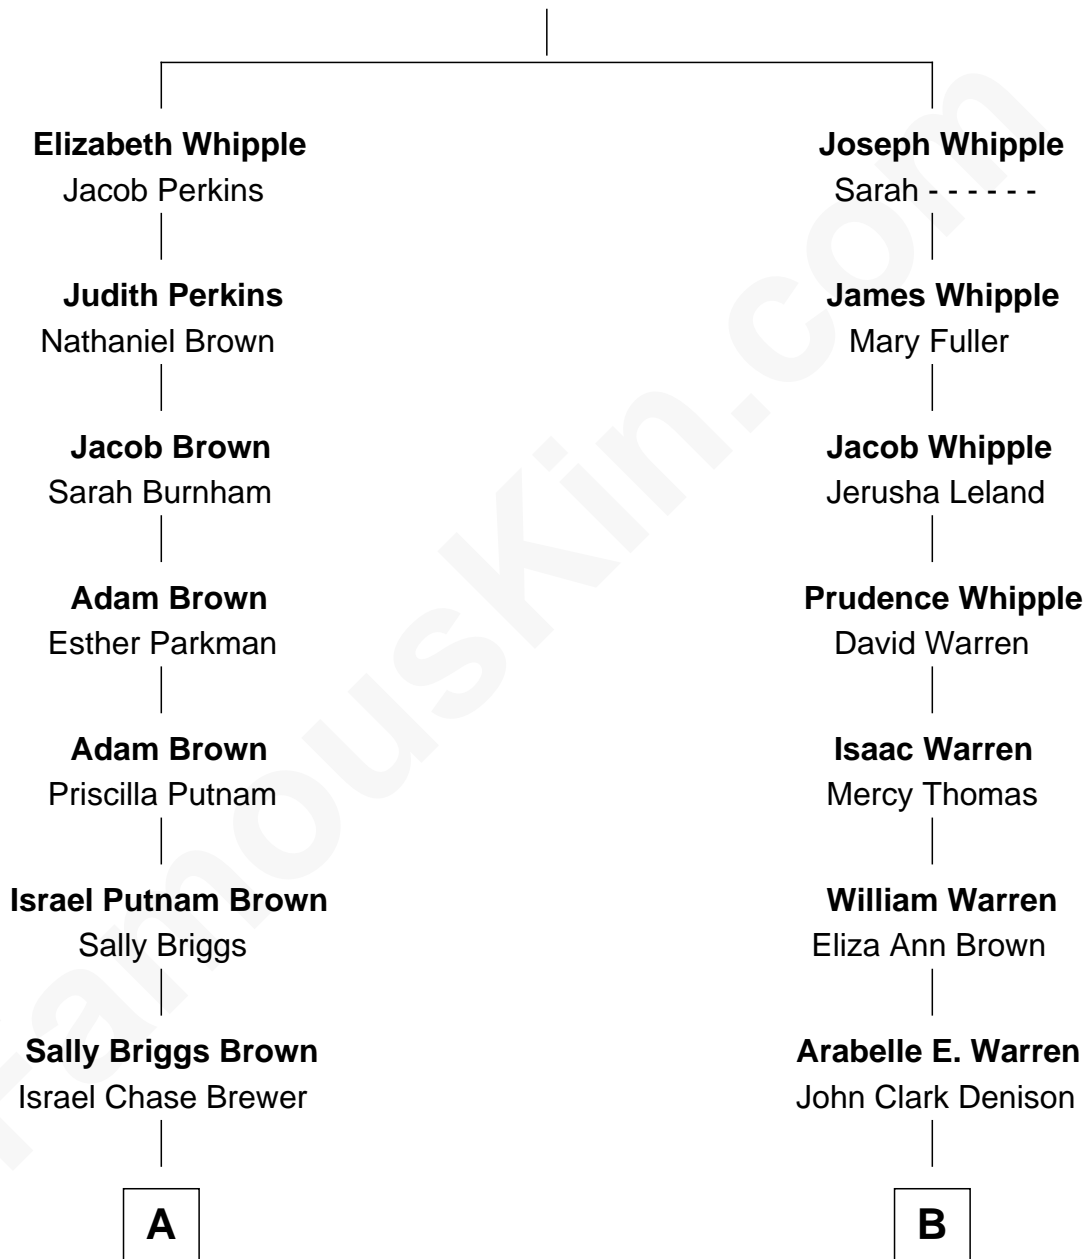 Elizabeth Whipple
Jacob Perkins
Joseph Whipple
Sarah - - - - - -
Judith Perkins
Nathaniel Brown
James Whipple
Mary Fuller
Jacob Brown
Sarah Burnham
Jacob Whipple
Jerusha Leland
Adam Brown
Esther Parkman
Prudence Whipple
David Warren
Adam Brown
Priscilla Putnam
Isaac Warren
Mercy Thomas
Israel Putnam Brown
Sally Briggs
William Warren
Eliza Ann Brown
Sally Briggs Brown
Israel Chase Brewer
Arabelle E. Warren
John Clark Denison
A
B
FamousKin.com